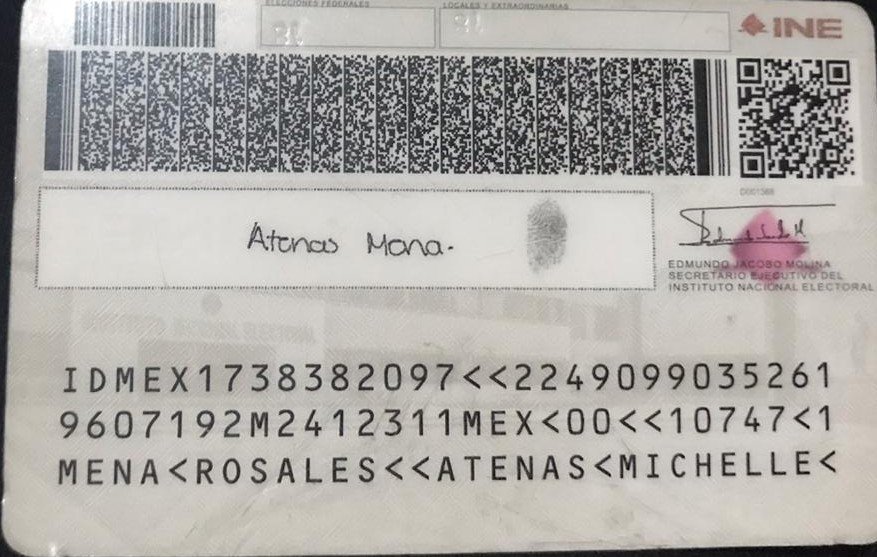 ELECCIONES FEDERALES
LOCALES Y EXTRAORDINARIAS
INE
Atenas Mena.
EDMUNDO JACOBO MOLINA
SECRETARIO EJECUTIVO DEL
INSTITUTO NACIONAL ELECTORAL
IDMEX1738382097<<2249099035261
9607192M2412311MEX<00<<10747<1
MENA<ROSALES<<ATENAS<MICHELLE<